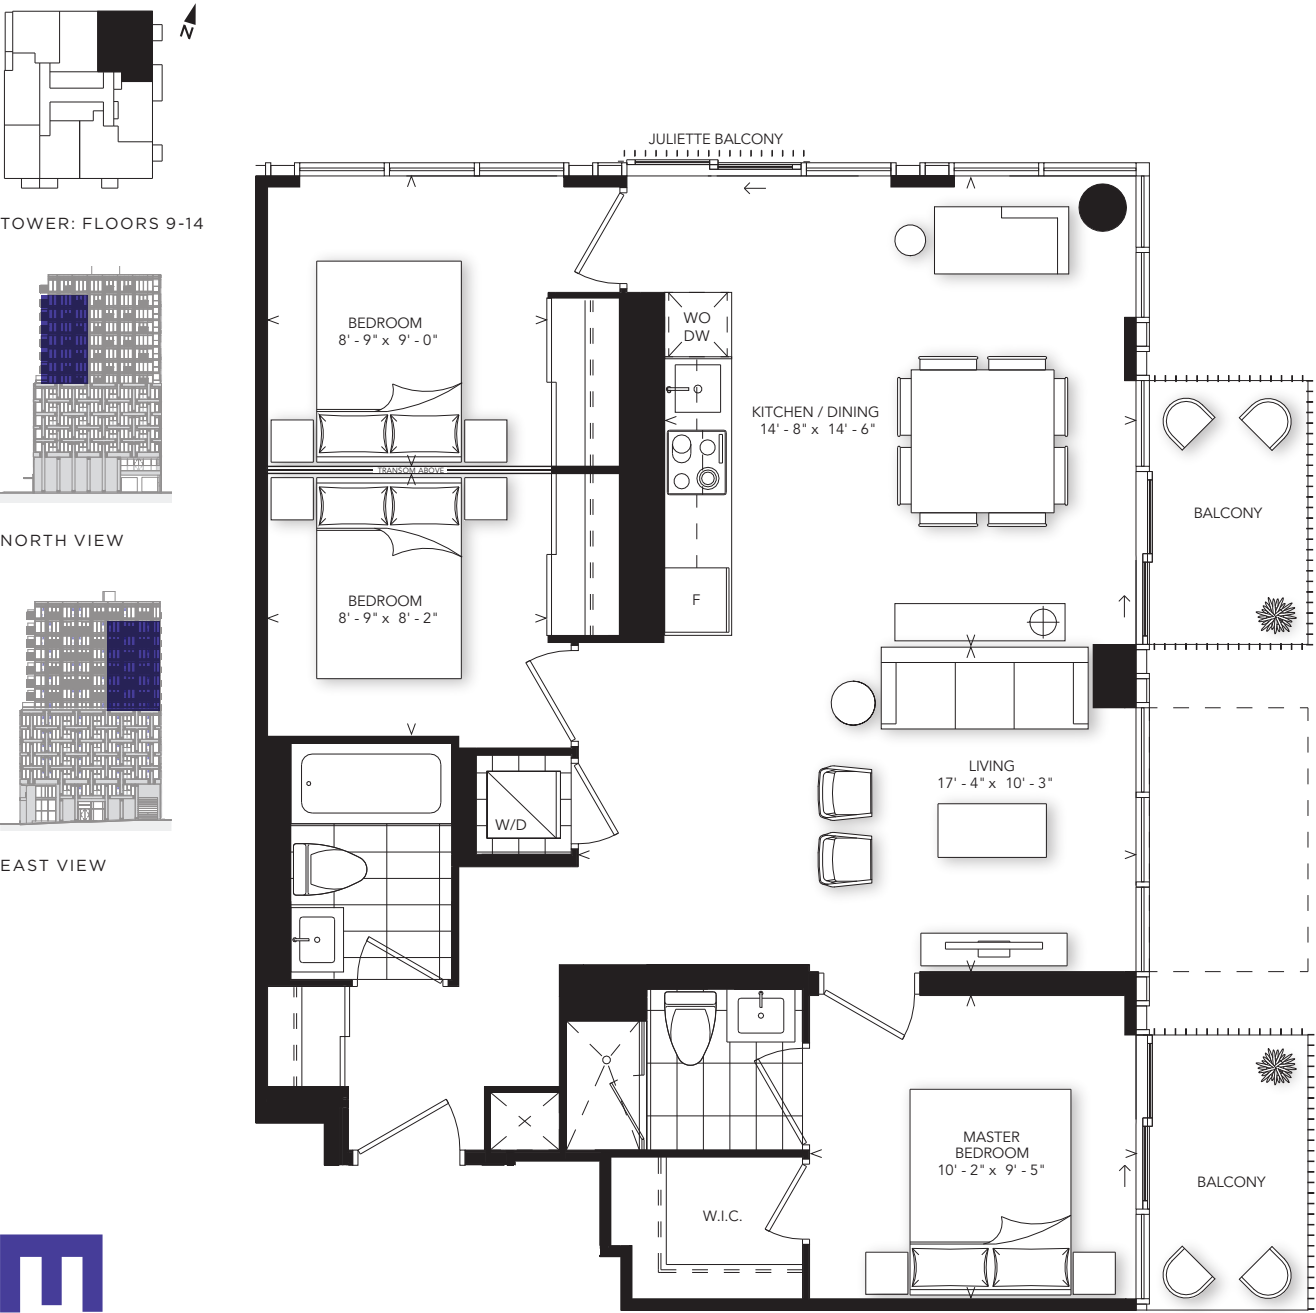 N
TOWER: FLOORS 9-14
NORTH VIEW
EAST VIEW
JULIETTE BALCONY
BEDROOM
8' - 9" x 9' - 0"
WO
DW
KITCHEN / DINING
14' - 8" x 14' - 6"
TRANSOM ABOVE
BALCONY
BEDROOM
8' - 9" x 8' - 2"
F
LIVING
17' - 4" x 10' - 3"
W/D
MASTER
BEDROOM
10' - 2" x 9' - 5"
BALCONY
W.I.C.